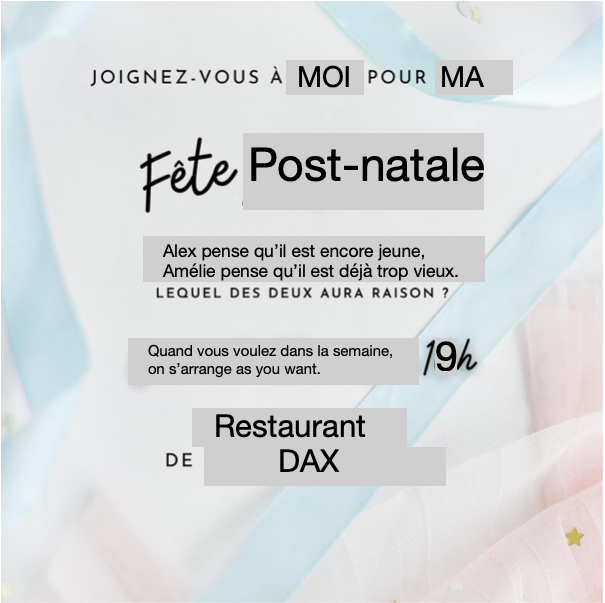 JOIGNEZ-VOUS À MOI POUR MA
Fête Post-natale
Alex pense qu’il est encore jeune,
Amélie pense qu’il est déjà trop vieux.
LEQUEL DES DEUX AURA RAISON ?
Quand vous voulez dans la semaine, 19h
on s’arrange as you want.
Restaurant
DE DAX